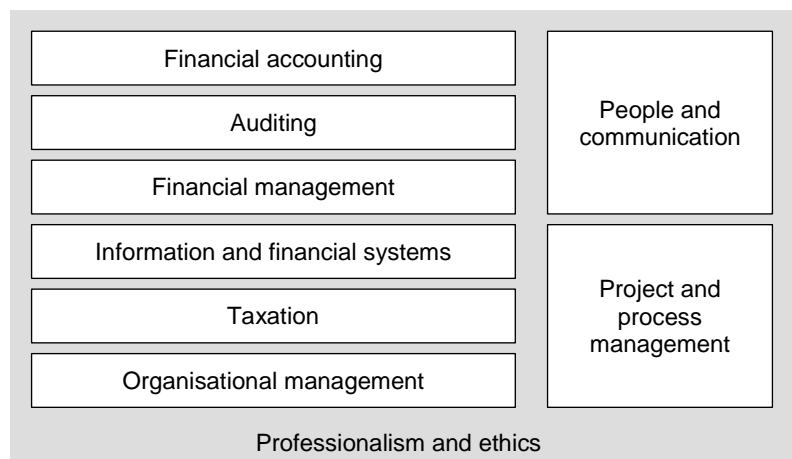 Financial accounting
Auditing
Financial management
Information and financial systems
Taxation
Organisational management
People and
communication
Project and
process
management
Professionalism and ethics